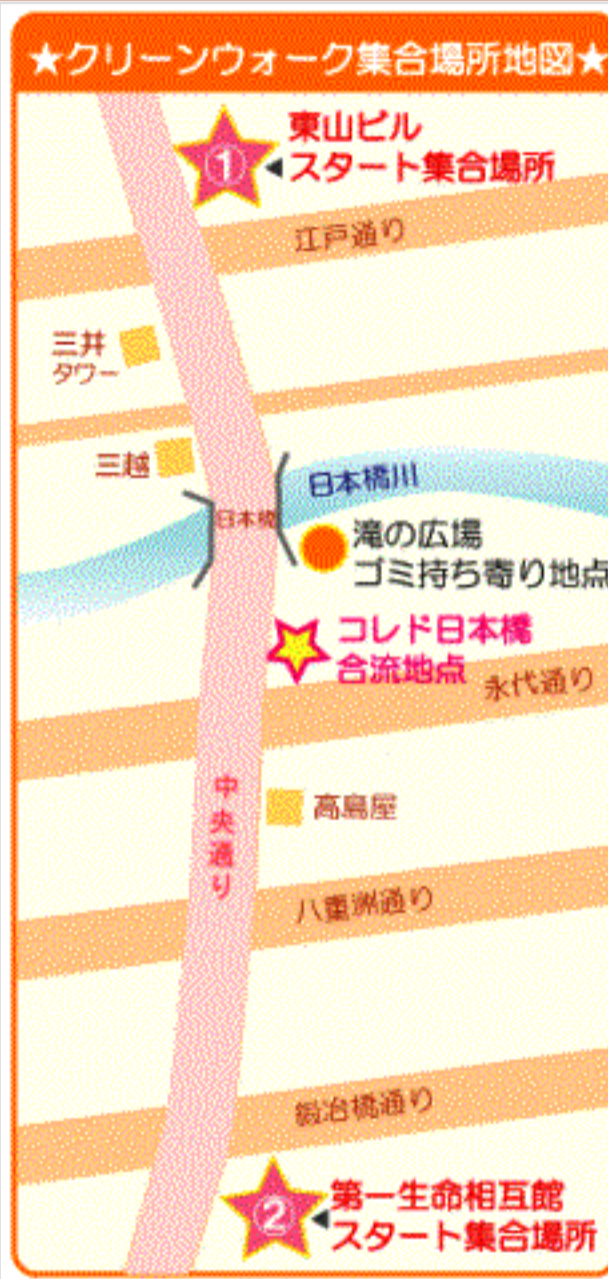 ★クリーンウォーク集合場所地図★
①
東山ビル
スタート集合場所
江戸通り
三井
タワー
三越
日本橋川
日本橋
滝の広場
ゴミ持ち寄り地点
コレド日本橋
合流地点
永代通り
中央通り
高島屋
八重洲通り
鍛冶橋通り
②
第一生命相互館
スタート集合場所